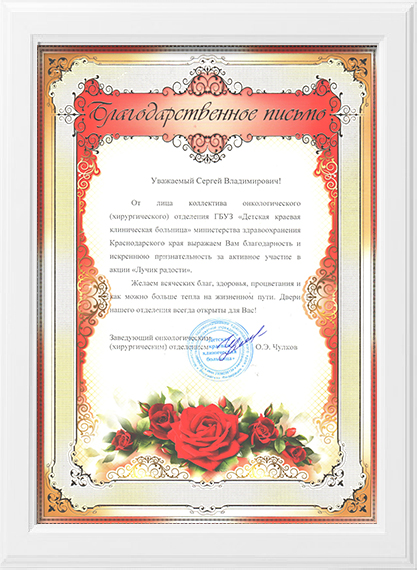 Благодарственное письмо
Уважаемый Сергей Владимирович!
От лица коллектива онкологического
(хирургического) отделения ГБУЗ «Детская краевая
клиническая больница» министерства здравоохранения
Краснодарского края выражаем Вам благодарность и
искреннюю признательность за активное участие в
акции «Лучик радости».
Желаем всяческих благ, здоровья, процветания и
как можно больше тепла на жизненном пути. Двери
нашего отделения всегда открыты для Вас!
Заведующий онкологическим
(хирургическим) отделением О.Э. Чулков
клиническая
больница»